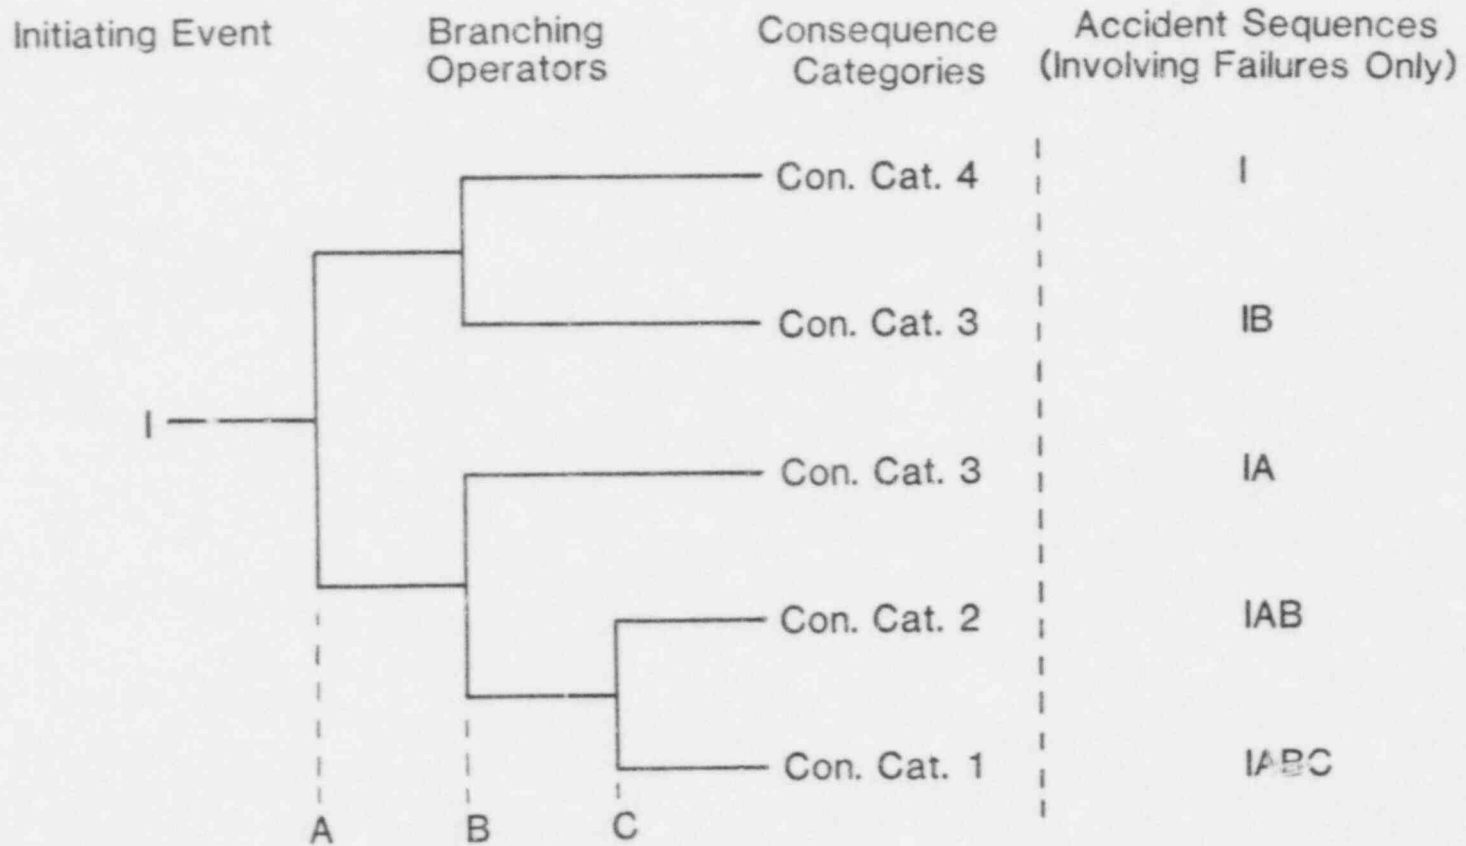 Initiating Event
Branching
Operators
Consequence
Categories
Accident Sequences
(Involving Failures Only)
Con. Cat. 4
I
Con. Cat. 3
IB
I
Con. Cat. 3
IA
Con. Cat. 2
IAB
Con. Cat. 1
IABC
A
B
C